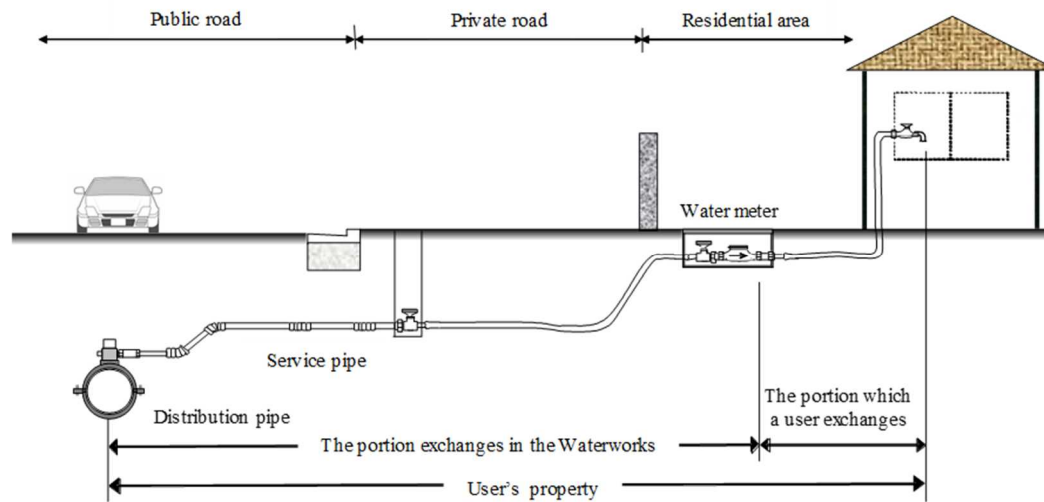 Public road
Private road
Residential area
Water meter
Service pipe
Distribution pipe
The portion which
a user exchanges
The portion exchanges in the Waterworks
User's property